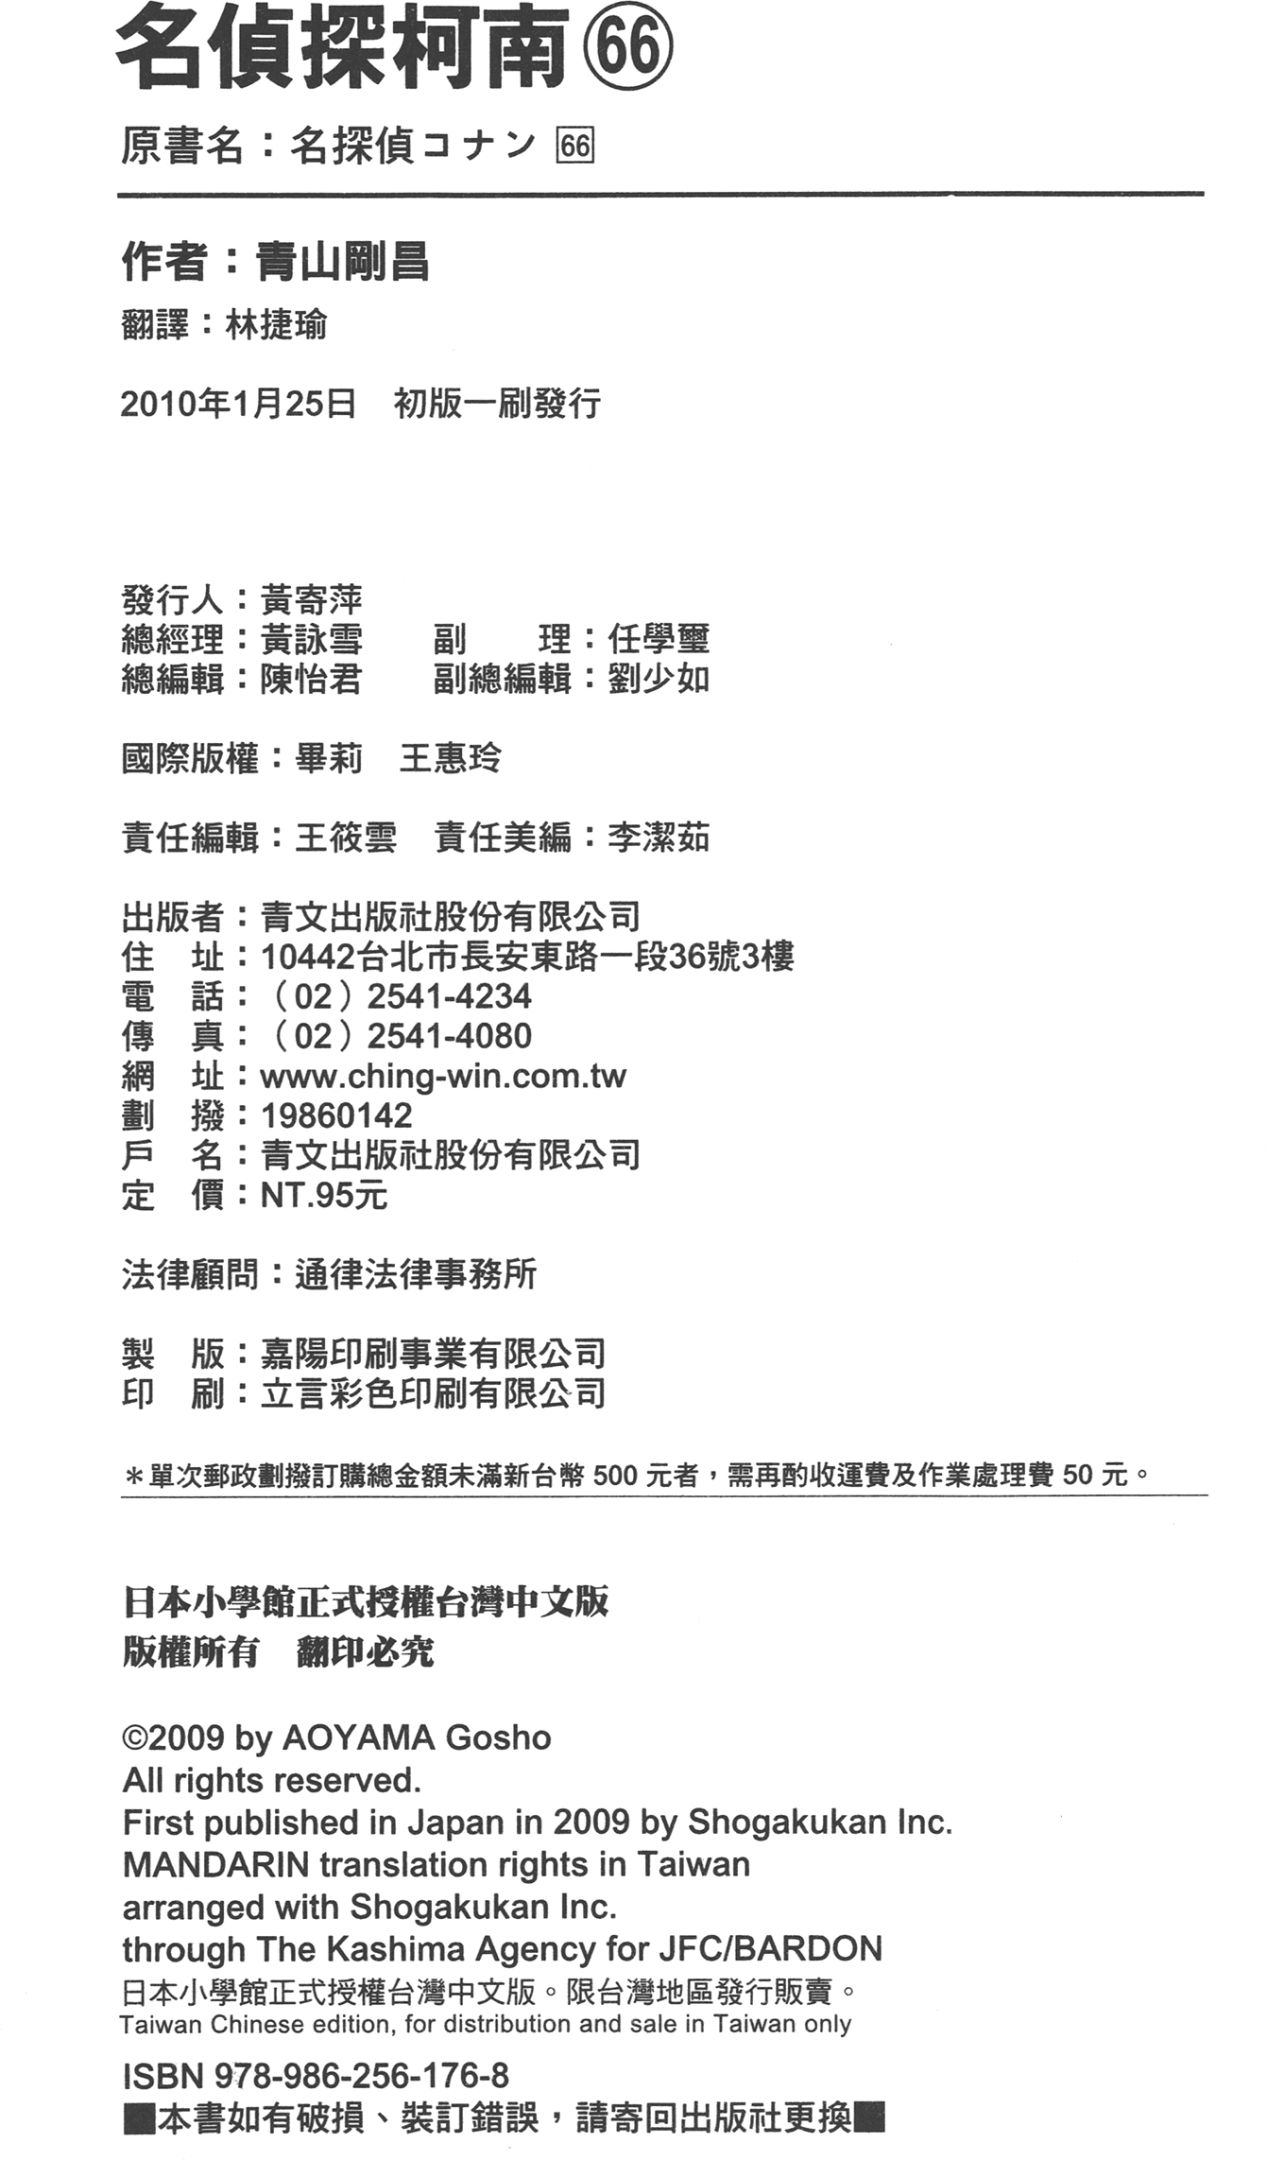 名偵探柯南66
原書名：名探偵コナン 66
作者：青山剛昌
翻譯：林捷瑜
2010年1月25日　初版一刷發行
發行人：黃寄萍
總經理：黃詠雪　　副　　理：任學璽
總編輯：陳怡君　　副總編輯：劉少如
國際版權：畢莉　王惠玲
責任編輯：王筱雲　責任美編：李潔茹
出版者：青文出版社股份有限公司
住　址：10442台北市長安東路一段36號3樓
電　話：（02）2541-4234
傳　真：（02）2541-4080
網　址：www.ching-win.com.tw
劃　撥：19860142
戶　名：青文出版社股份有限公司
定　價：NT.95元
法律顧問：通律法律事務所
製　版：嘉陽印刷事業有限公司
印　刷：立言彩色印刷有限公司
＊單次郵政劃撥訂購總金額未滿新台幣 500 元者，需再酌收運費及作業處理費 50 元。
日本小學館正式授權台灣中文版
版權所有　翻印必究
©2009 by AOYAMA Gosho
All rights reserved.
First published in Japan in 2009 by Shogakukan Inc.
MANDARIN translation rights in Taiwan
arranged with Shogakukan Inc.
through The Kashima Agency for JFC/BARDON
日本小學館正式授權台灣中文版。限台灣地區發行販賣。
Taiwan Chinese edition, for distribution and sale in Taiwan only
ISBN 978-986-256-176-8
■本書如有破損、裝訂錯誤，請寄回出版社更換■